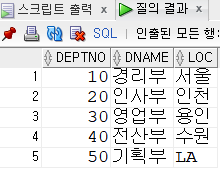 스크립트 출력 질의 결과
SQL 인출된 모든 행:
DEPTNO DNAME LOC
1 10 경리부 서울
2 20 인사부 인천
3 30 영업부 용인
4 40 전산부 수원
5 50 기획부 LA